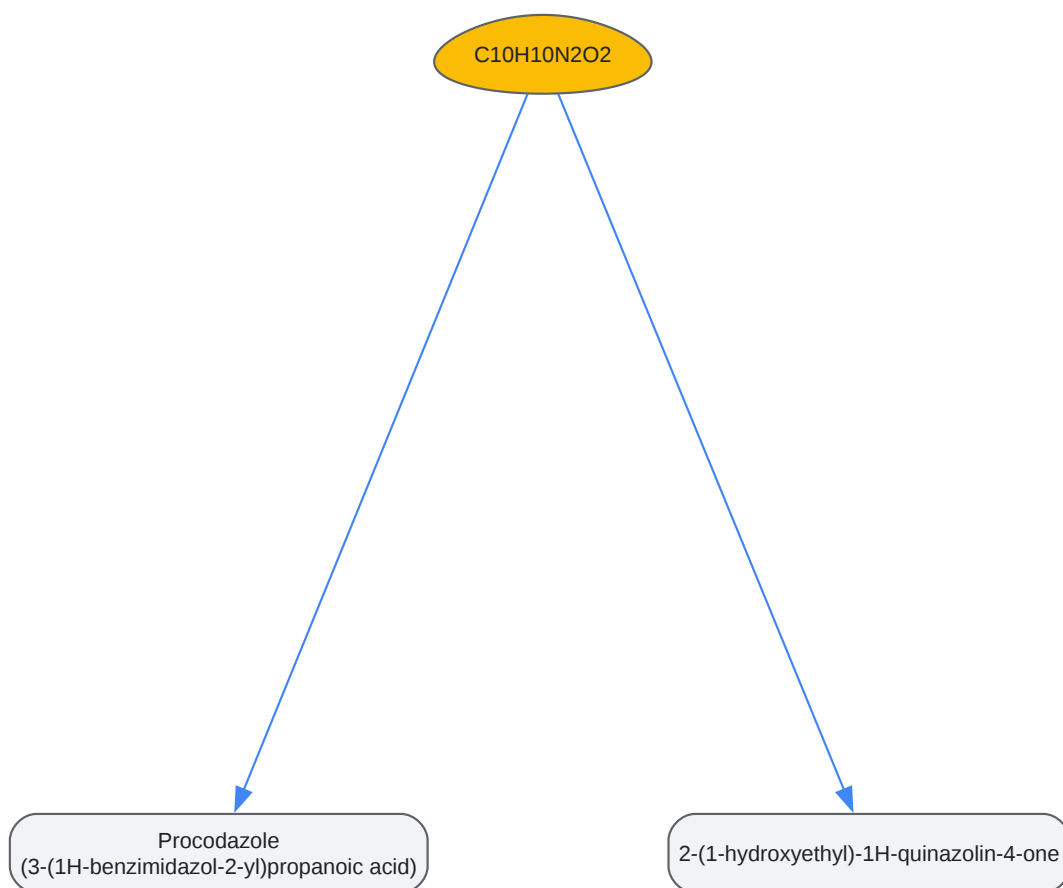 C10H10N2O2
Procodazole
(3-(1H-benzimidazol-2-yl)propanoic acid)
2-(1-hydroxyethyl)-1H-quinazolin-4-one